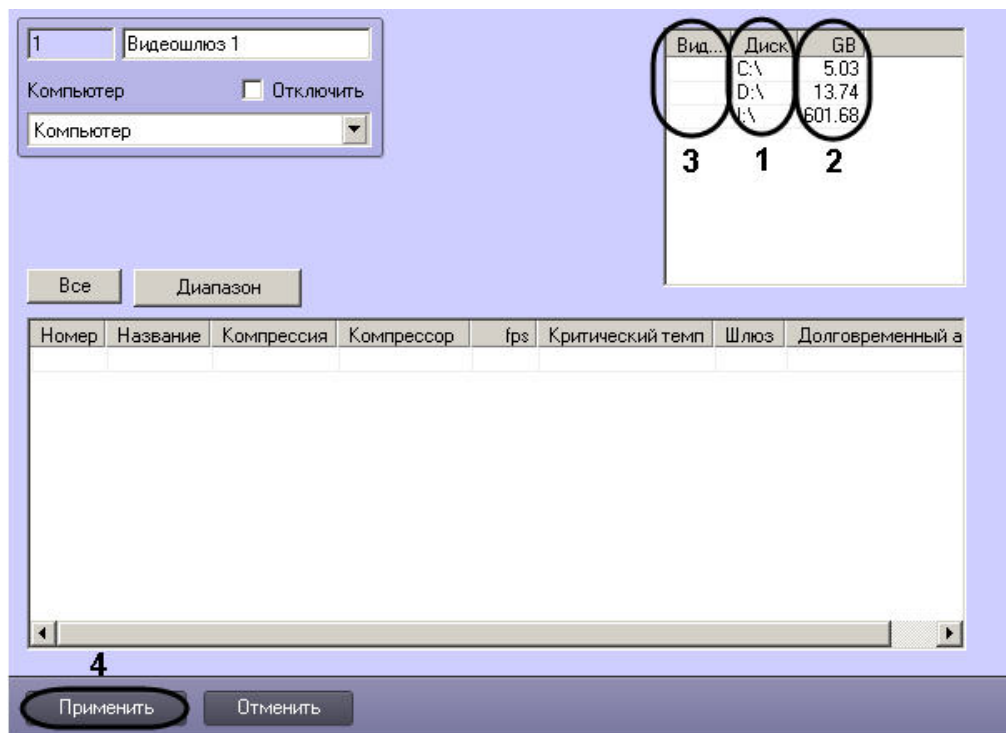 1 Видеошлюз 1
Компьютер Отключить
Компьютер
Вид... Диск GB
C:\ 5.03
D:\ 13.74
I:\ 601.68
3 1 2
Все Диапазон
Номер Название Компрессия Компрессор fps Критический темп Шлюз Долговременный а
4
Применить Отменить